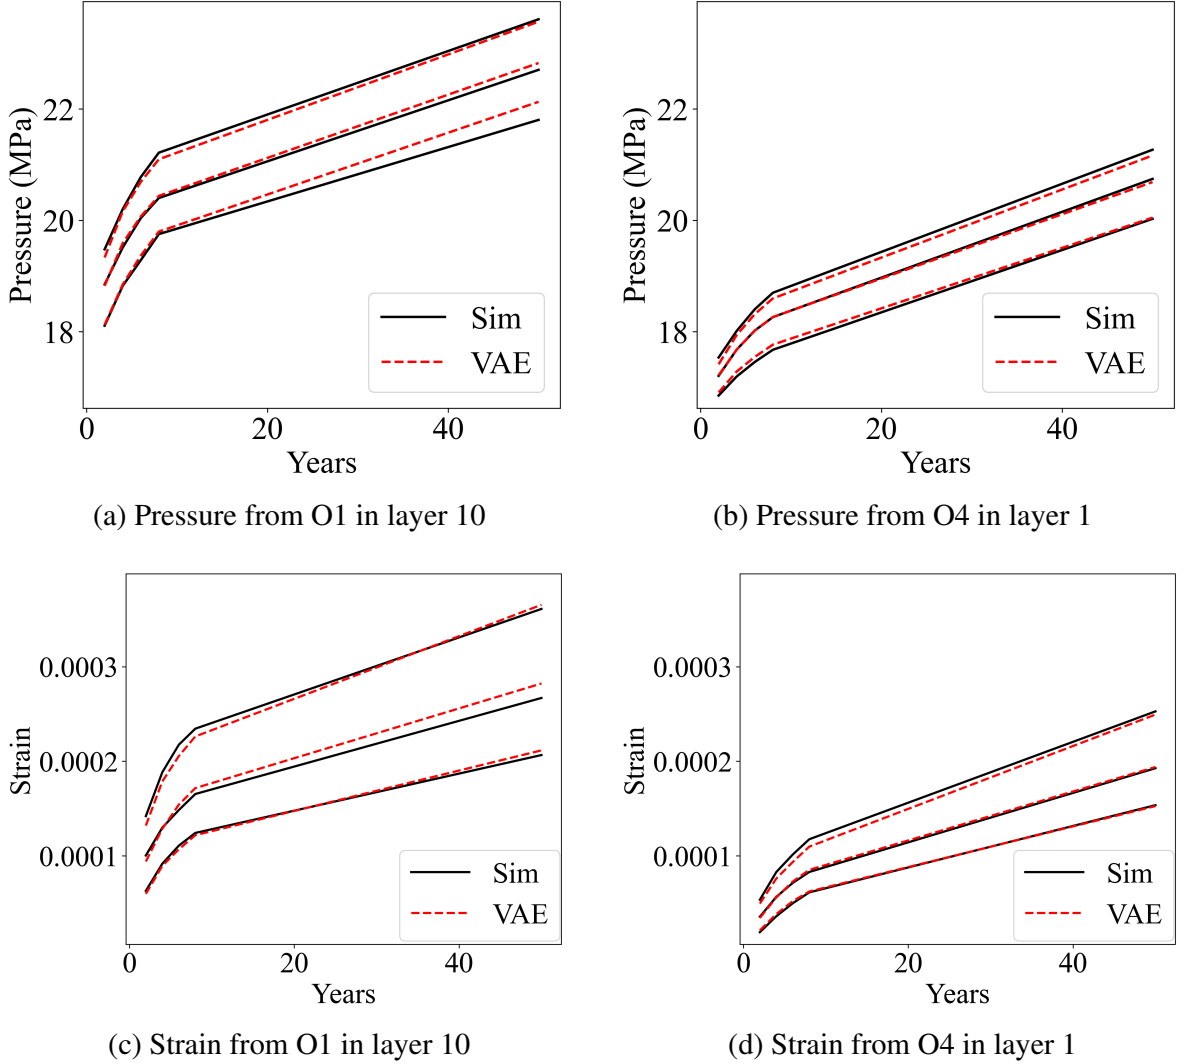 22
20
18
Pressure (MPa)
0
20
40
Years
Sim
VAE
(a) Pressure from O1 in layer 10
22
20
18
Pressure (MPa)
0
20
40
Years
Sim
VAE
(b) Pressure from O4 in layer 1
0.0003
0.0002
0.0001
Strain
0
20
40
Years
Sim
VAE
(c) Strain from O1 in layer 10
0.0003
0.0002
0.0001
Strain
0
20
40
Years
Sim
VAE
(d) Strain from O4 in layer 1